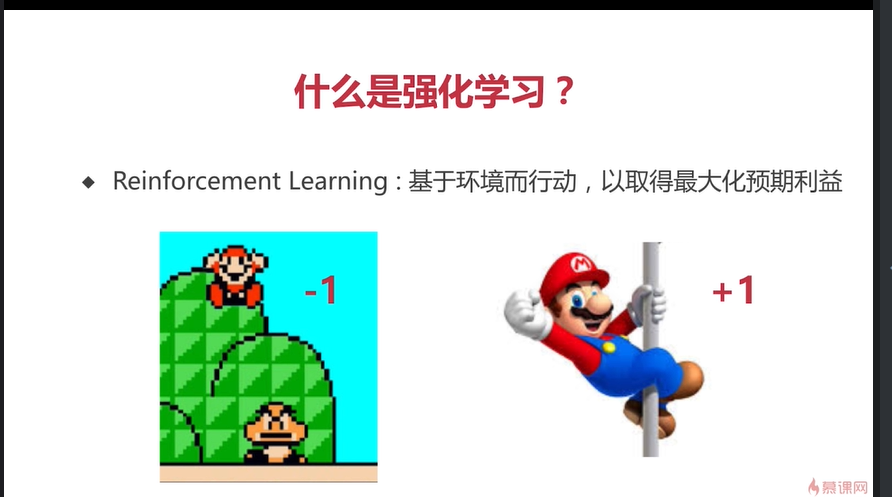 什么是强化学习？
◆ Reinforcement Learning : 基于环境而行动，以取得最大化预期利益
-1
+1
M
慕课网